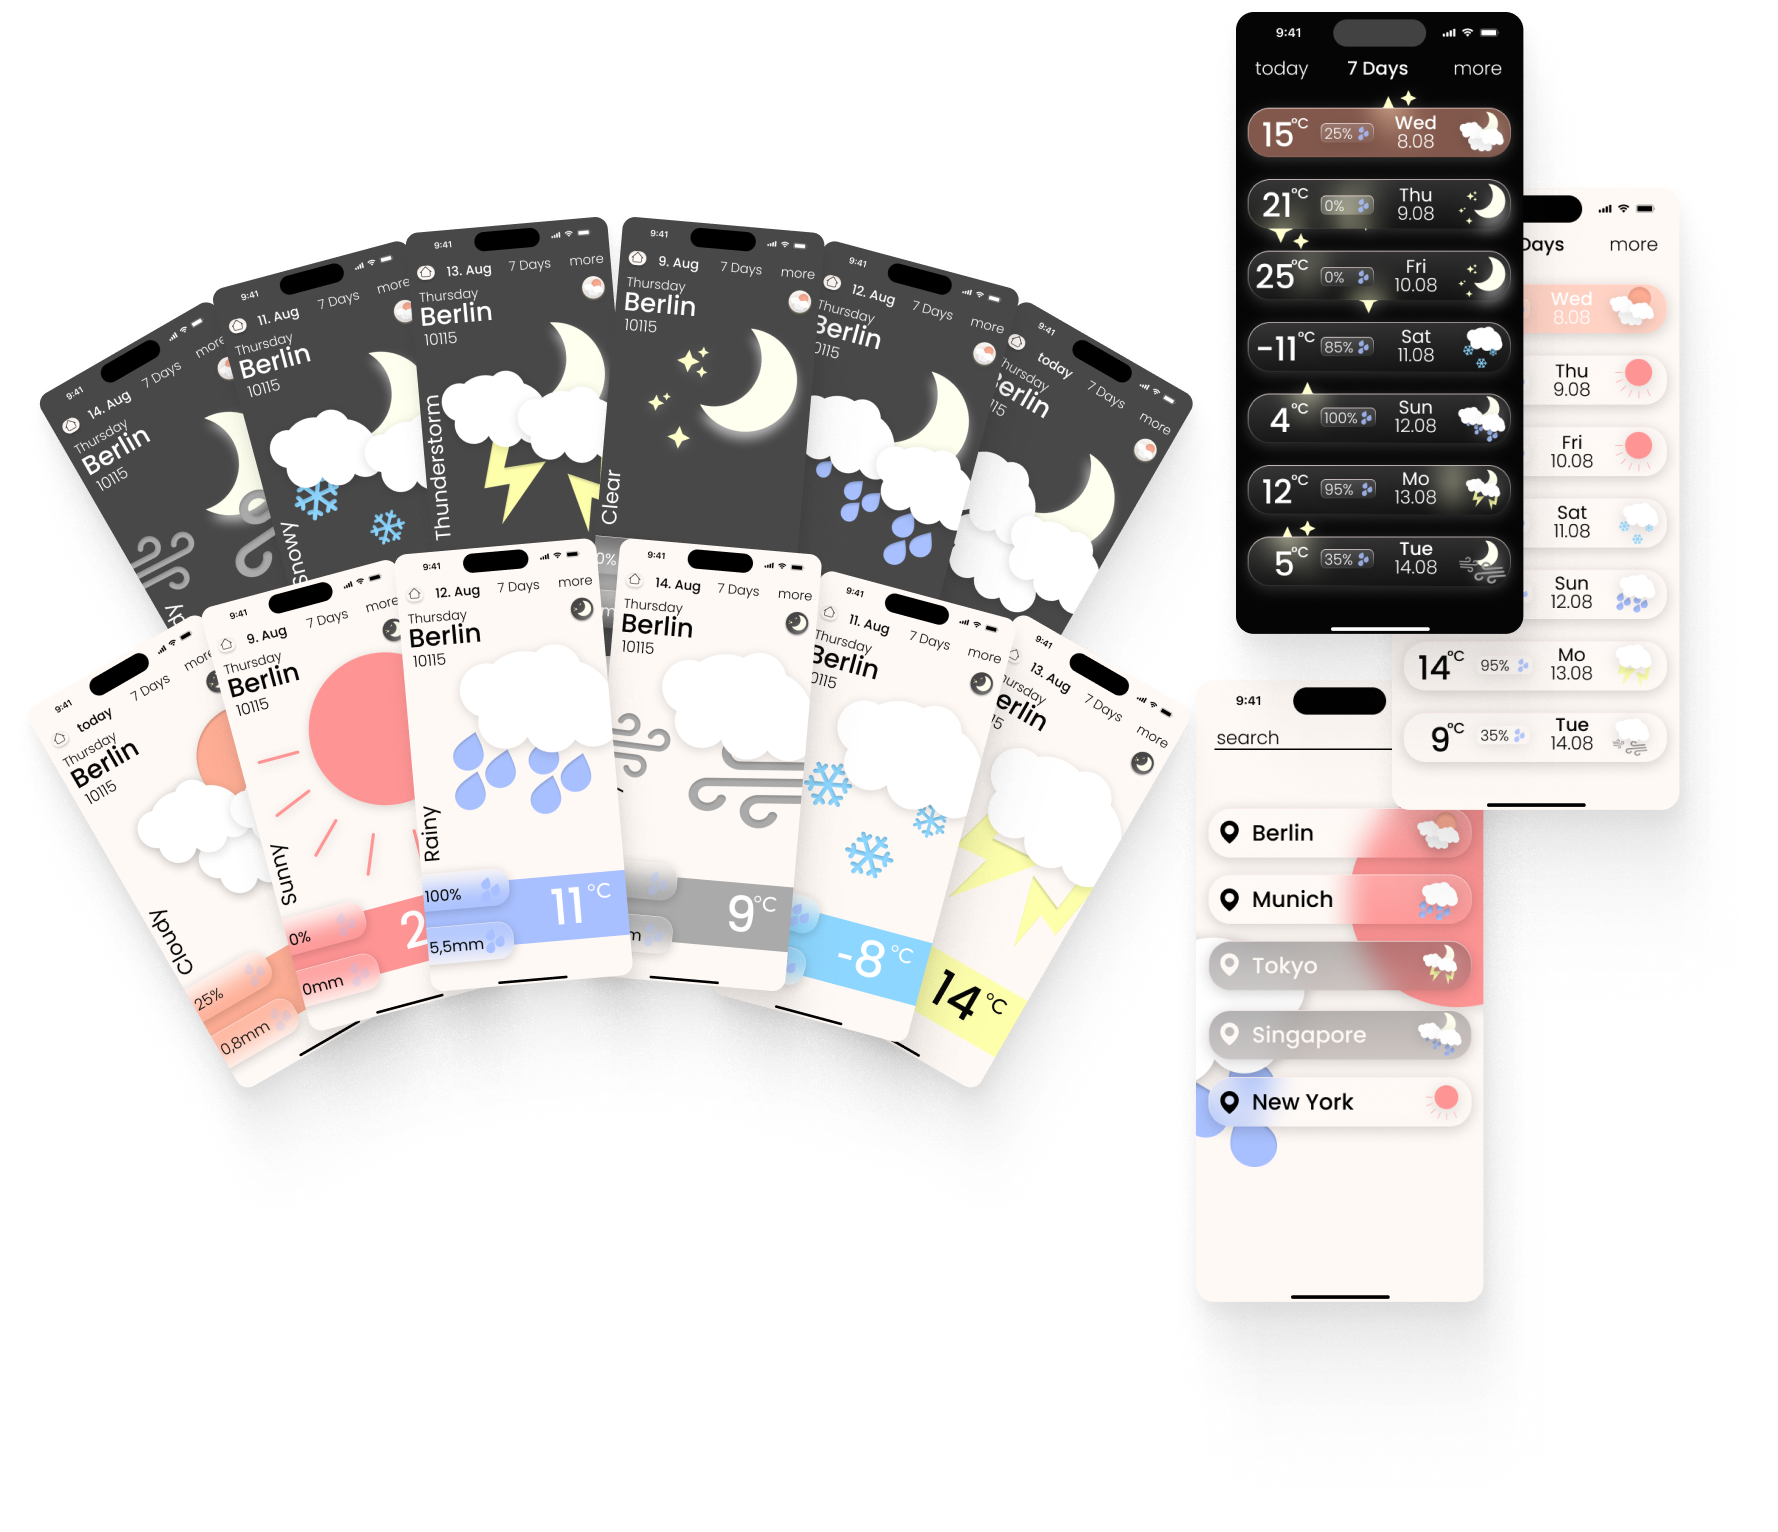 9:41
14. Aug
7 Days
more
Thursday
Berlin
10115
9:41
11. Aug
7 Days
more
Thursday
Berlin
10115
Snowy
9:41
13. Aug
7 Days
more
Thursday
Berlin
10115
Thunderstorm
9:41
9. Aug
7 Days
more
Thursday
Berlin
10115
Clear
0%
9:41
12. Aug
7 Days
more
Thursday
Berlin
10115
9:41
today
7 Days
more
Thursday
Berlin
9:41
today
7 Days
more
Thursday
Berlin
10115
Cloudy
25%
0,8mm
9:41
9. Aug
7 Days
more
Thursday
Berlin
10115
Sunny
2
0%
0mm
9:41
12. Aug
7 Days
more
Thursday
Berlin
10115
Rainy
100%
11°C
5,5mm
9:41
14. Aug
7 Days
more
Thursday
Berlin
10115
9°C
m
9:41
11. Aug
7 Days
more
Thursday
Berlin
10115
-8°C
9:41
13. Aug
7 Days
more
Thursday
Berlin
14°C
9:41
today 7 Days more
15°C 25% Wed
8.08
21°C 0% Thu
9.08
25°C 0% Fri
10.08
-11°C 85% Sat
11.08
4°C 100% Sun
12.08
12°C 95% Mo
13.08
5°C 35% Tue
14.08
Days more
Wed
8.08
Thu
9.08
Fri
10.08
Sat
11.08
Sun
12.08
14°C 95% Mo
13.08
9°C 35% Tue
14.08
9:41
search
Berlin
Munich
Tokyo
Singapore
New York